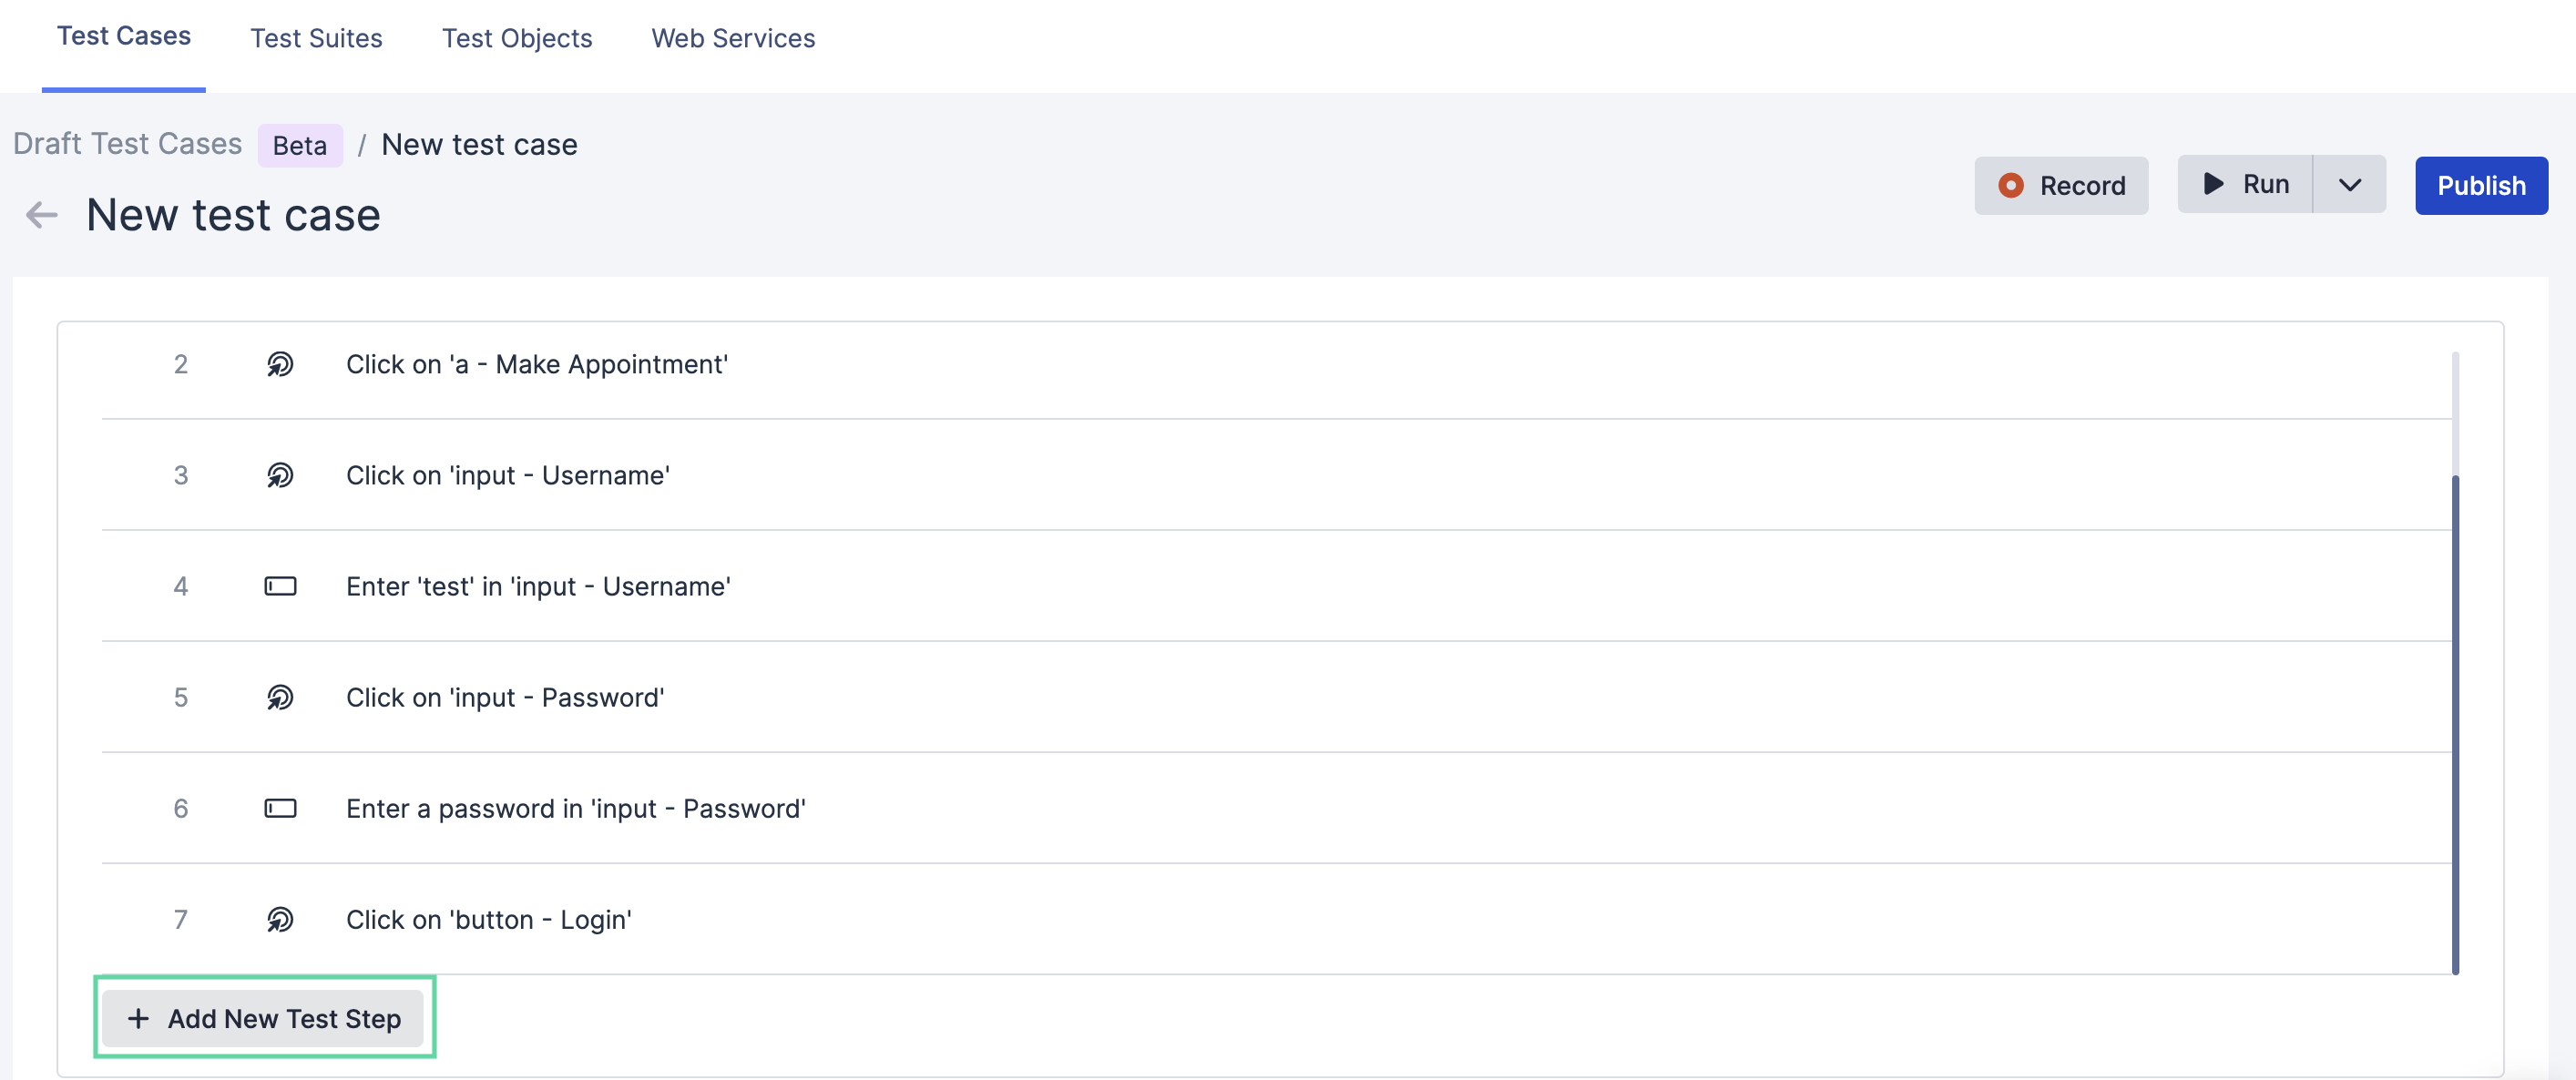 Test Cases Test Suites Test Objects Web Services
Draft Test Cases Beta / New test case
New test case
Record Run Publish
2 Click on 'a - Make Appointment'
3 Click on 'input - Username'
4 Enter 'test' in 'input - Username'
5 Click on 'input - Password'
6 Enter a password in 'input - Password'
7 Click on 'button - Login'
+ Add New Test Step